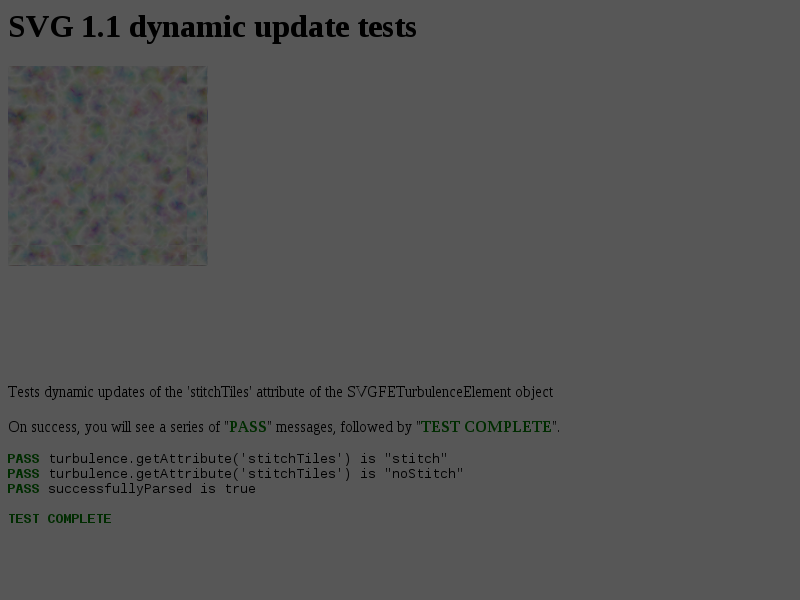 SVG 1.1 dynamic update tests
Tests dynamic updates of the 'stitchTiles' attribute of the SVGFETurbulenceElement object
On success, you will see a series of "PASS" messages, followed by "TEST COMPLETE".
PASS turbulence.getAttribute('stitchTiles') is "stitch"
PASS turbulence.getAttribute('stitchTiles') is "noStitch"
PASS successfullyParsed is true
TEST COMPLETE